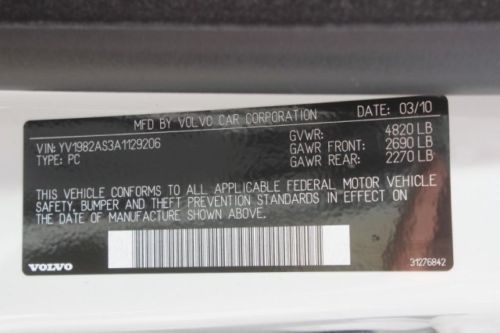 MFD BY VOLVO CAR CORPORATION DATE: 03/10
VIN: YV1982AS3A1129206 GVWR: 4820 LB
TYPE: PC GAWR FRONT: 2690 LB
GAWR REAR: 2270 LB
THIS VEHICLE CONFORMS TO ALL APPLICABLE FEDERAL MOTOR VEHICLE
SAFETY, BUMPER AND THEFT PREVENTION STANDARDS IN EFFECT ON
THE DATE OF MANUFACTURE SHOWN ABOVE.
VOLVO 31276842